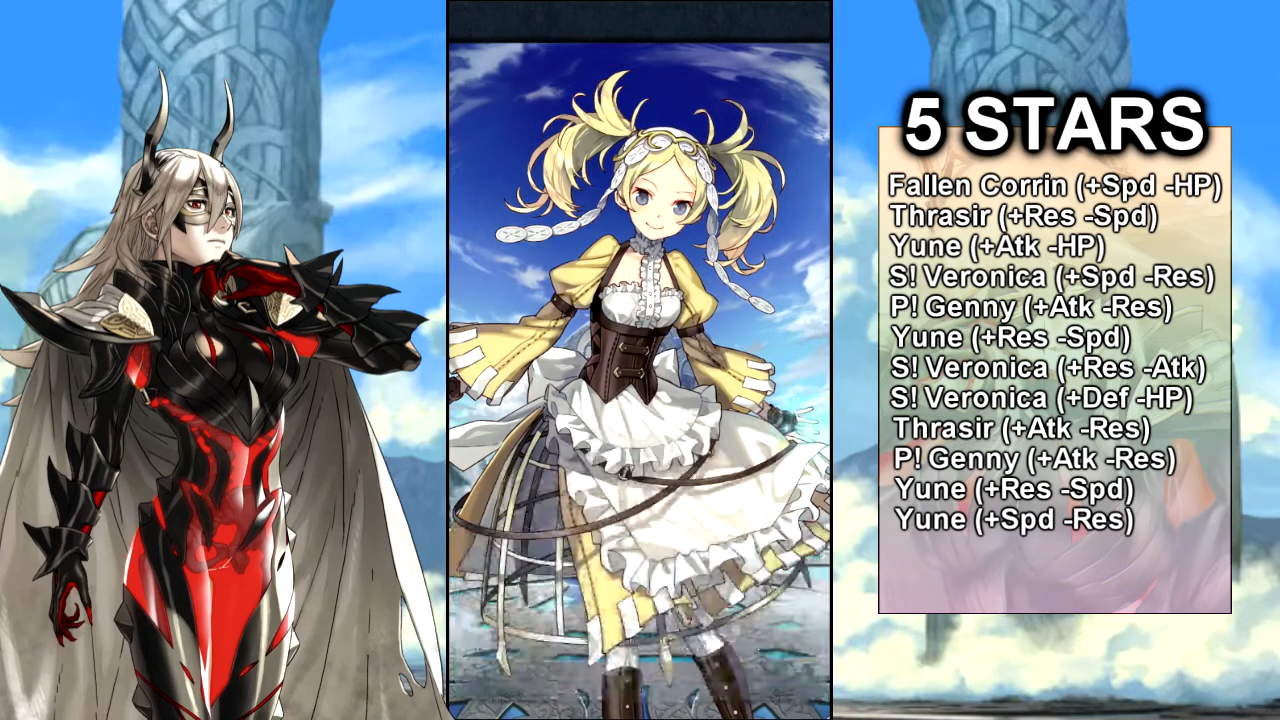 5 STARS
Fallen Corrin (+Spd -HP)
Thrasir (+Res -Spd)
Yune (+Atk -HP)
S! Veronica (+Spd -Res)
P! Genny (+Atk -Res)
Yune (+Res -Spd)
S! Veronica (+Res -Atk)
S! Veronica (+Def -HP)
Thrasir (+Atk -Res)
P! Genny (+Atk -Res)
Yune (+Res -Spd)
Yune (+Spd -Res)